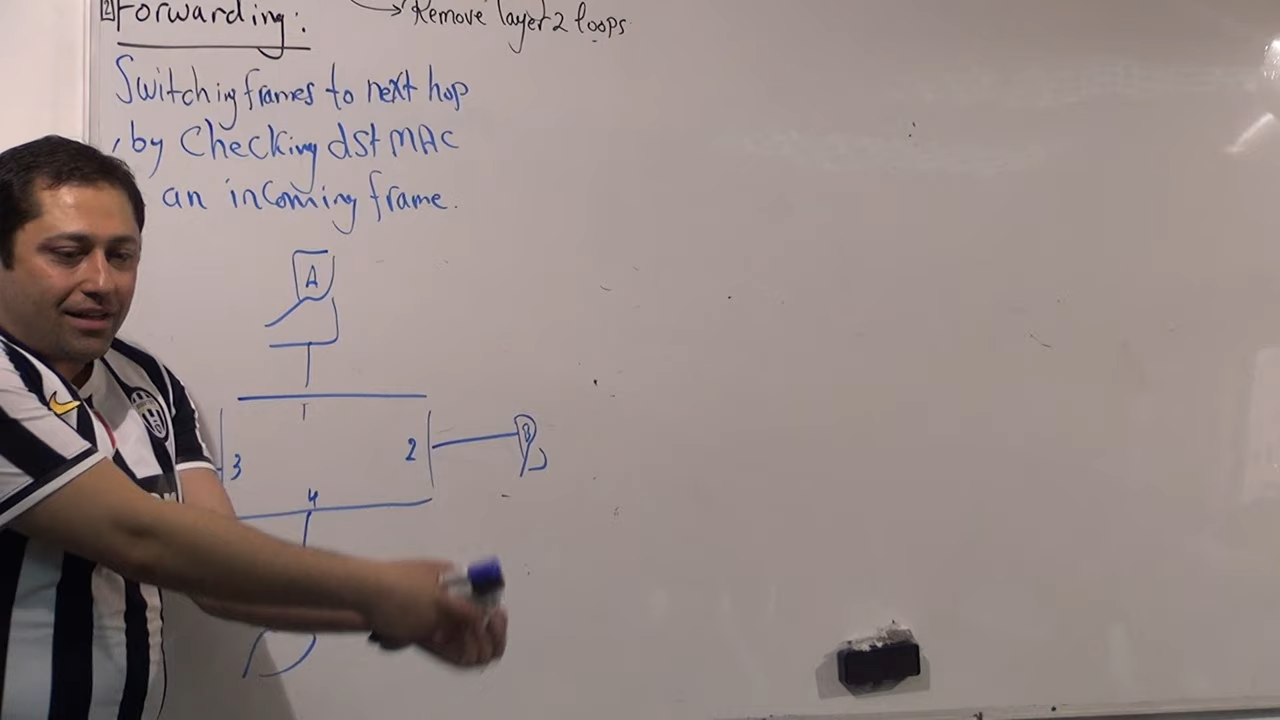 2 Forwarding:
→ Remove layer 2 loops
Switching frames to next hop
by Checking dst MAC
an incoming frame.
A
1
3
2
B
4